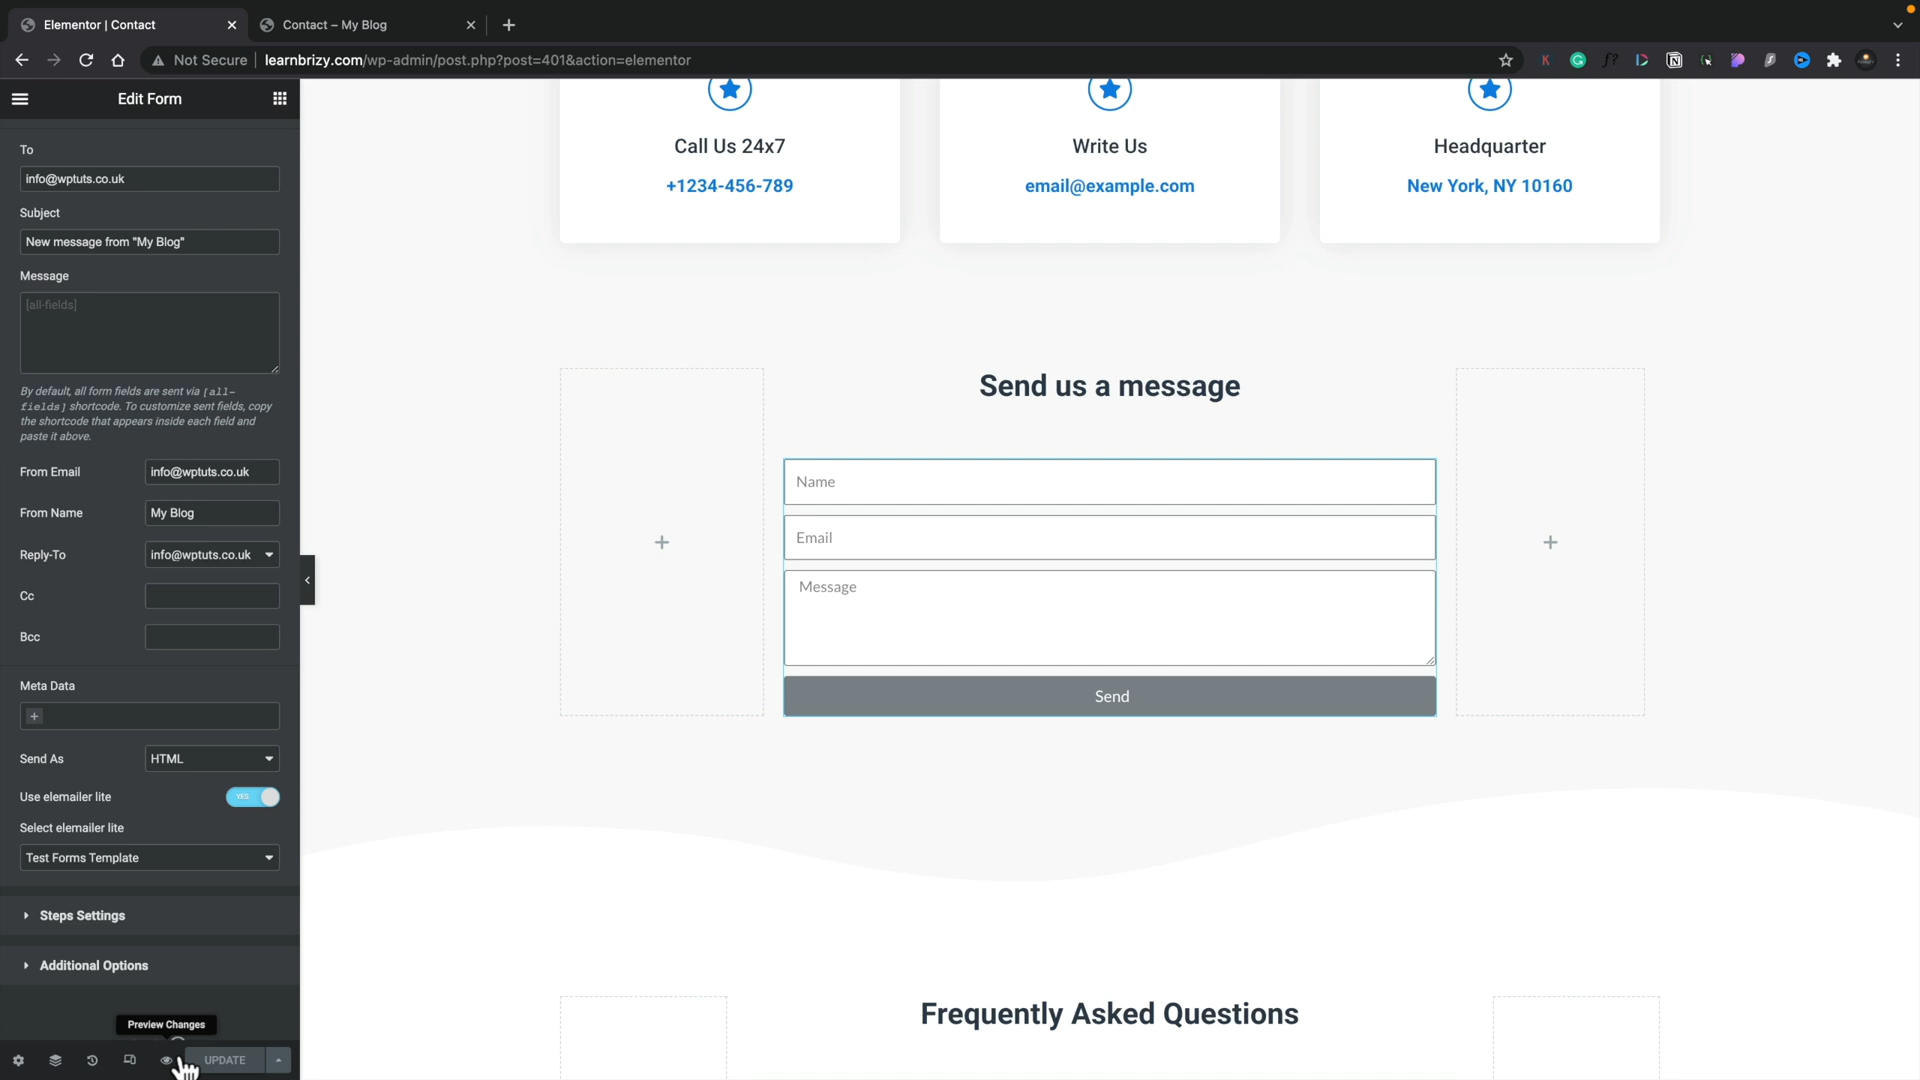 Elementor | Contact
Contact – My Blog
Not Secure
learnbrizy.com/wp-admin/post.php?post=401&action=elementor
Edit Form
To
info@wptuts.co.uk
Subject
New message from "My Blog"
Message
[all-fields]
By default, all form fields are sent via [all-
fields] shortcode. To customize sent fields, copy
the shortcode that appears inside each field and
paste it above.
From Email
info@wptuts.co.uk
From Name
My Blog
Reply-To
info@wptuts.co.uk
Cc
Bcc
Meta Data
+
Send As
HTML
Use elemailer lite
YES
Select elemailer lite
Test Forms Template
Steps Settings
Additional Options
Preview Changes
UPDATE
Call Us 24x7
+1234-456-789
Write Us
email@example.com
Headquarter
New York, NY 10160
Send us a message
Name
Email
Message
Send
Frequently Asked Questions